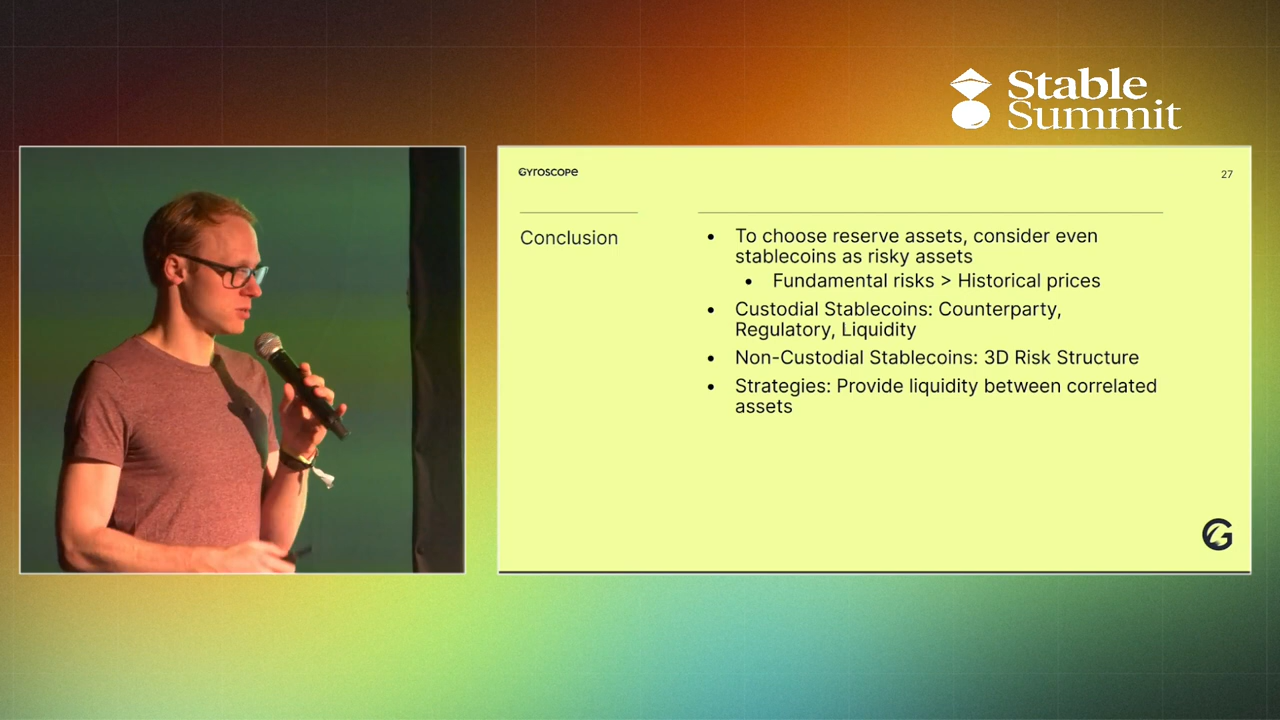 Stable
Summit
GYROSCOPE
27
Conclusion
• To choose reserve assets, consider even
stablecoins as risky assets
• Fundamental risks > Historical prices
• Custodial Stablecoins: Counterparty,
Regulatory, Liquidity
• Non-Custodial Stablecoins: 3D Risk Structure
• Strategies: Provide liquidity between correlated
assets